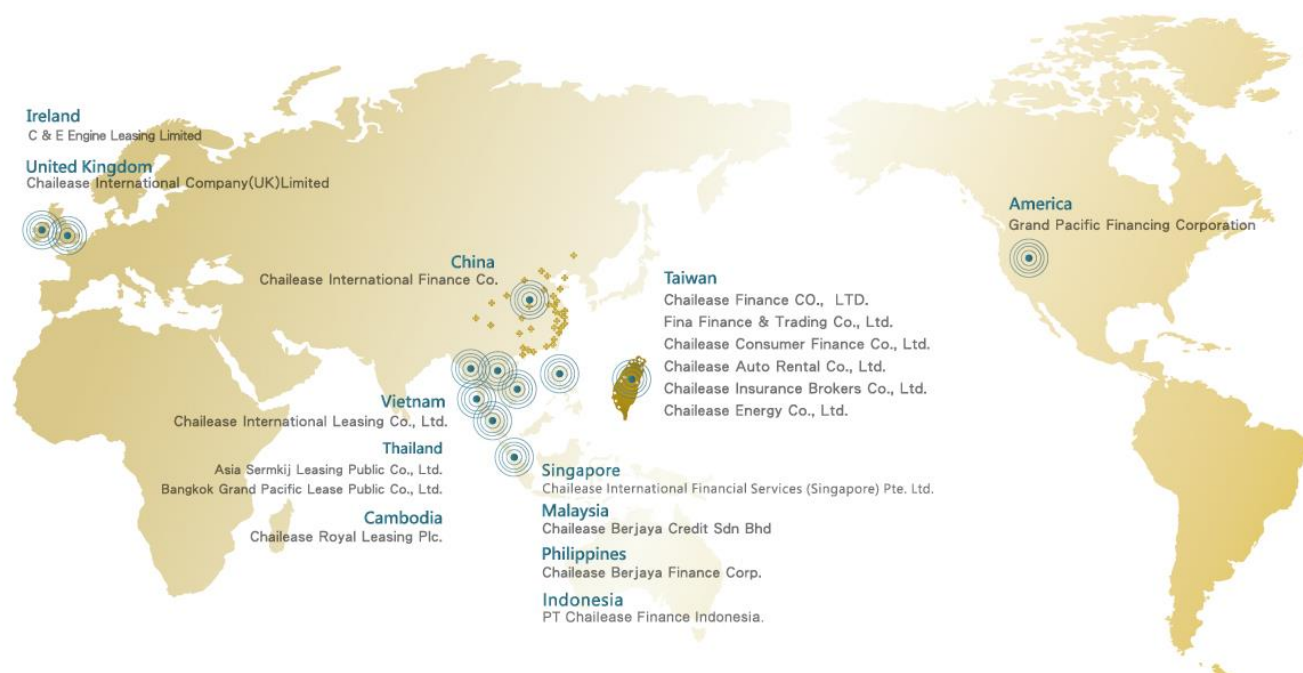 Ireland
C & E Engine Leasing Limited
United Kingdom
Chailease International Company(UK)Limited
China
Chailease International Finance Co.
Vietnam
Chailease International Leasing Co., Ltd.
Thailand
Asia Sermkij Leasing Public Co., Ltd.
Bangkok Grand Pacific Lease Public Co., Ltd.
Cambodia
Chailease Royal Leasing Plc.
Taiwan
Chailease Finance CO., LTD.
Fina Finance & Trading Co., Ltd.
Chailease Consumer Finance Co., Ltd.
Chailease Auto Rental Co., Ltd.
Chailease Insurance Brokers Co., Ltd.
Chailease Energy Co., Ltd.
Singapore
Chailease International Financial Services (Singapore) Pte. Ltd.
Malaysia
Chailease Berjaya Credit Sdn Bhd
Philippines
Chailease Berjaya Finance Corp.
Indonesia
PT Chailease Finance Indonesia.
America
Grand Pacific Financing Corporation